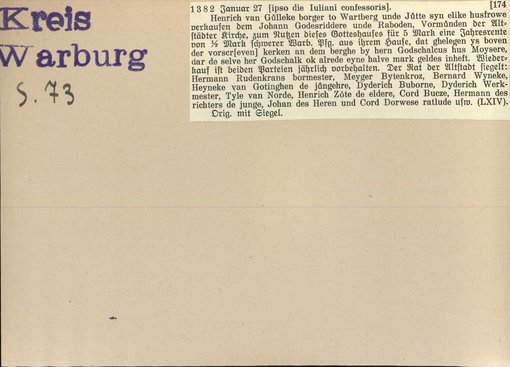 Kreis
Warburg
S. 73
[174
1382 Januar 27 [ipso die Iuliani confessoris].
Henrich van Gülleke borger to Wartberg unde Jütte syn elike husfrowe
verkaufen dem Johann Godesriddere unde Raboden, Vormünden der Alt-
städter Kirche, zum Nutzen dieses Gotteshauses für 5 Mark eine Jahresrente
von ½ Mark schwerer Warb. Pfg. aus ihrem Hause, dat ghelegen ys boven
der vorscr[even] kerken an dem berghe by hern Godschalcus hus Moysere,
dar de selve her Godschalk ok alrede eyne halve mark geldes inheft. Wieder-
kauf ist beiden Parteien jährlich vorbehalten. Der Rat der Altstadt siegelt:
Hermann Rudenkrans bormester, Meyger Bytenkroz, Bernard Wyneke,
Heyneke van Gotinghen de jüngehre, Dyderich Buborne, Dyderich Werk-
mester, Tyle van Norde, Henrich Zöte de eldere, Cord Bucze, Hermann des
richters de junge, Johan des Heren und Cord Dorwese ratlude usw. (LXIV).
Orig. mit Siegel.